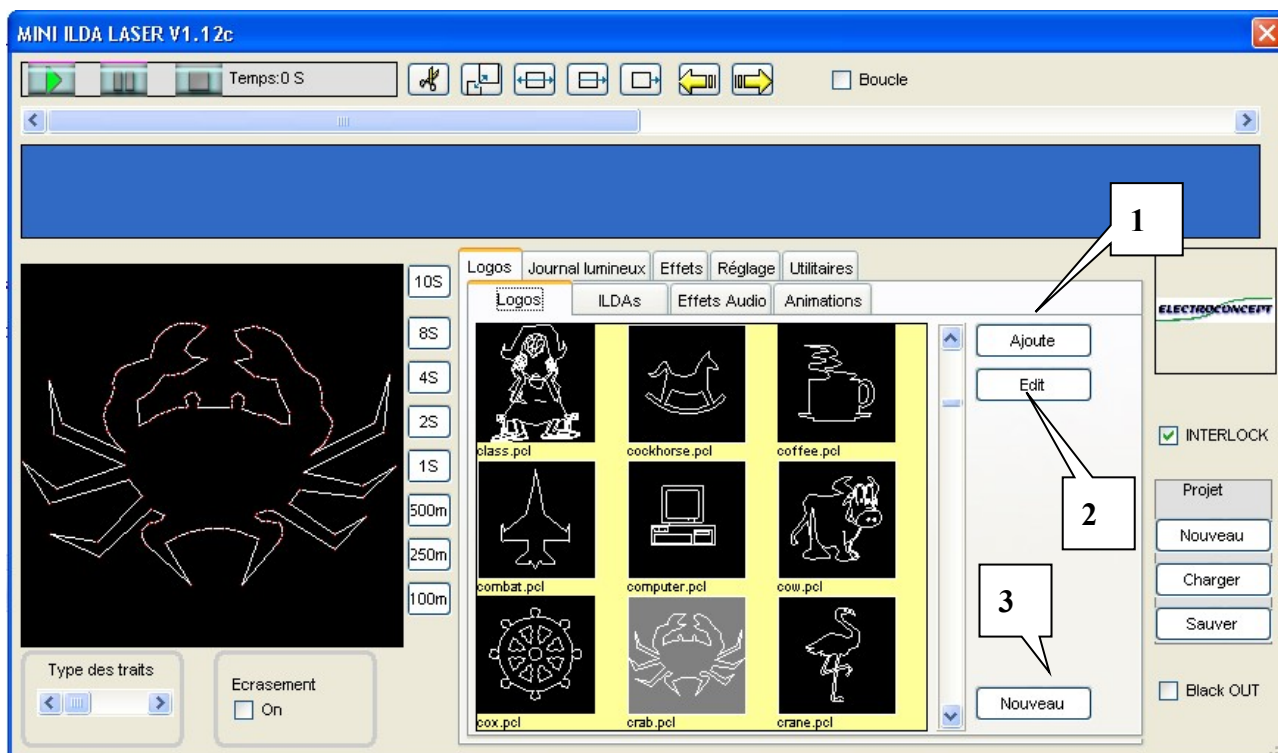 MINI ILDA LASER V1.12c
Temps:0 S
Boucle
1
Logos Journal lumineux Effets Réglage Utilitaires
Logos ILDAs Effets Audio Animations
10S
8S
4S
2S
1S
500m
250m
100m
class.pcl cockhorse.pcl coffee.pcl
combat.pcl computer.pcl cow.pcl
cox.pcl crab.pcl crane.pcl
Ajoute
Edit
2
3
Nouveau
ELECTROCONCEPT
INTERLOCK
Projet
Nouveau
Charger
Sauver
Black OUT
Type des traits
Ecrasement
On